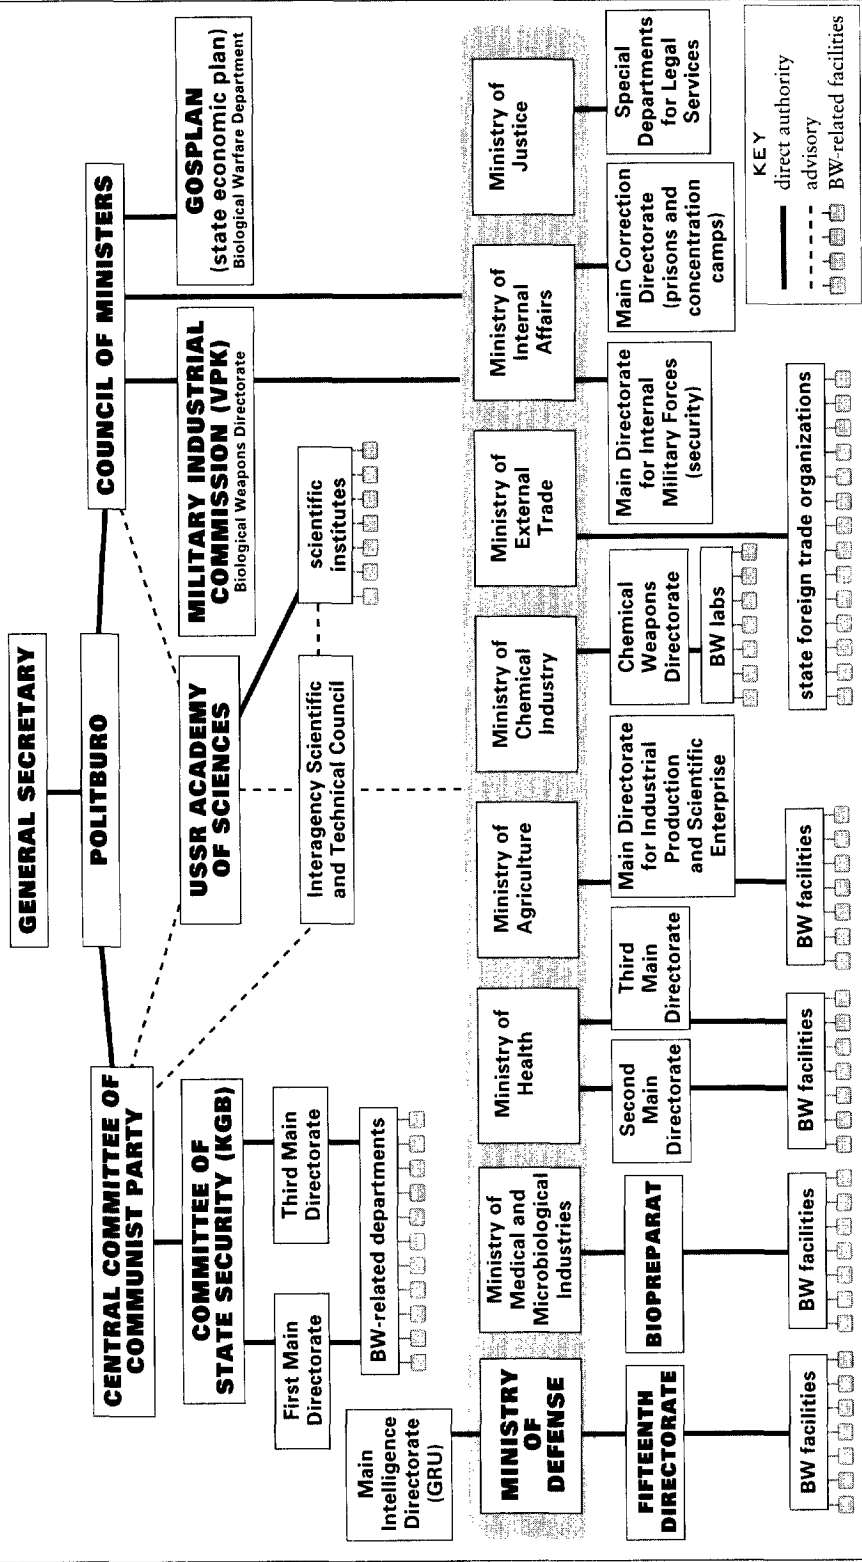 GENERAL SECRETARY
POLITBURO
CENTRAL COMMITTEE OF
COMMUNIST PARTY
COUNCIL OF MINISTERS
COMMITTEE OF
STATE SECURITY (KGB)
USSR ACADEMY
OF SCIENCES
MILITARY INDUSTRIAL
COMMISSION (VPK)
Biological Weapons Directorate
GOSPLAN
(state economic plan)
Biological Warfare Department
First Main
Directorate
Third Main
Directorate
Interagency Scientific
and Technical Council
scientific
institutes
Main
Intelligence
Directorate
(GRU)
BW-related departments
MINISTRY
OF
DEFENSE
Ministry of
Medical and
Microbiological
Industries
Ministry of
Health
Ministry of
Agriculture
Ministry of
Chemical
Industry
Ministry of
External
Trade
Ministry of
Internal
Affairs
Ministry of
Justice
FIFTEENTH
DIRECTORATE
BIOPREPARAT
Second
Main
Directorate
Third
Main
Directorate
Main Directorate
for Industrial
Production
and Scientific
Enterprise
Chemical
Weapons
Directorate
BW labs
Main Directorate
for Internal
Military Forces
(security)
Main Correction
Directorate
(prisons and
concentration
camps)
Special
Departments
for Legal
Services
BW facilities
BW facilities
BW facilities
BW facilities
state foreign trade organizations
KEY
direct authority
advisory
BW-related facilities